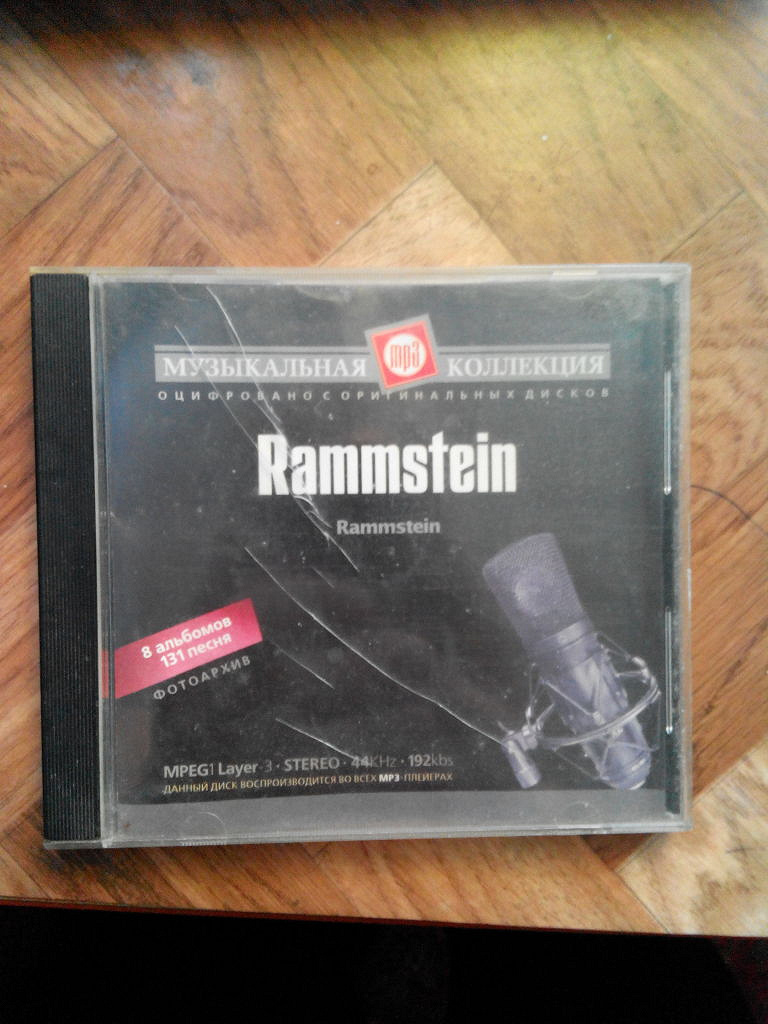 МУЗЫКАЛЬНАЯ mp3 КОЛЛЕКЦИЯ
ОЦИФРОВАНО С ОРИГИНАЛЬНЫХ ДИСКОВ
Rammstein
Rammstein
8 альбомов
131 песня
ФОТОАРХИВ
MPEG1 Layer-3 · STEREO · 44KHz · 192kbs
ДАННЫЙ ДИСК ВОСПРОИЗВОДИТСЯ ВО ВСЕХ MP3-ПЛЕЙЕРАХ